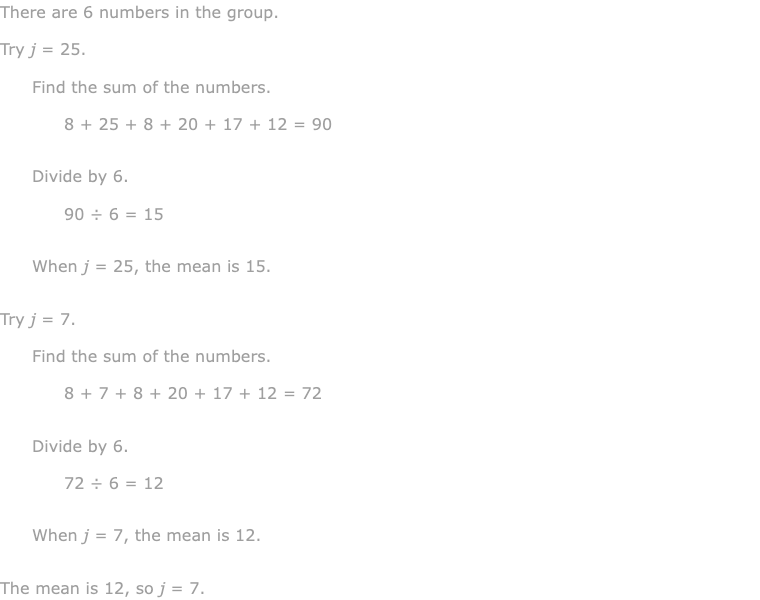 There are 6 numbers in the group.
Try j = 25.
Find the sum of the numbers.
8 + 25 + 8 + 20 + 17 + 12 = 90
Divide by 6.
90 ÷ 6 = 15
When j = 25, the mean is 15.
Try j = 7.
Find the sum of the numbers.
8 + 7 + 8 + 20 + 17 + 12 = 72
Divide by 6.
72 ÷ 6 = 12
When j = 7, the mean is 12.
The mean is 12, so j = 7.